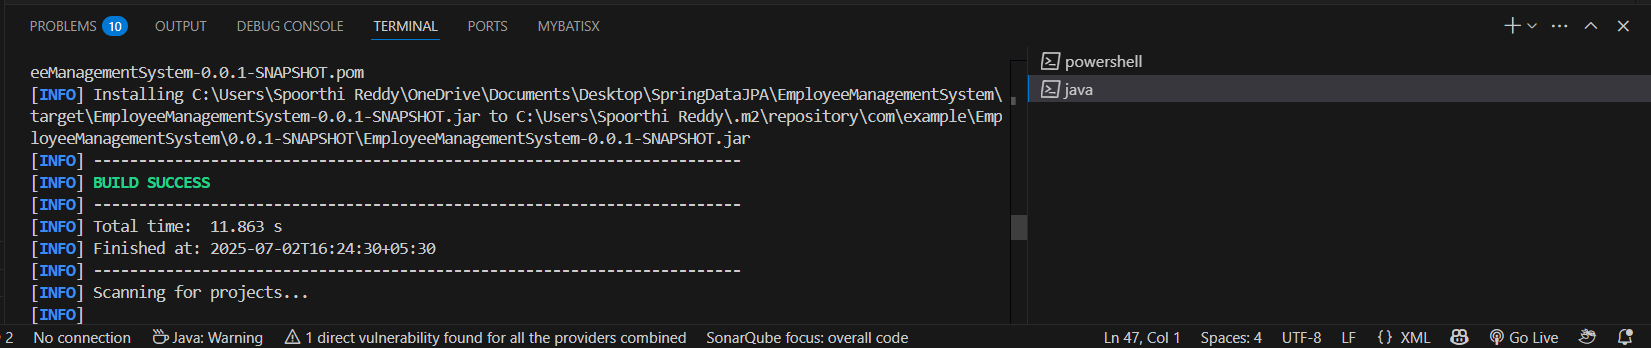 PROBLEMS 10 OUTPUT DEBUG CONSOLE TERMINAL PORTS MYBATISX
eeManagementSystem-0.0.1-SNAPSHOT.pom
[INFO] Installing C:\Users\Spoorthi Reddy\OneDrive\Documents\Desktop\SpringDataJPA\EmployeeManagementSystem\
target\EmployeeManagementSystem-0.0.1-SNAPSHOT.jar to C:\Users\Spoorthi Reddy\.m2\repository\com\example\Emp
loyeeManagementSystem\0.0.1-SNAPSHOT\EmployeeManagementSystem-0.0.1-SNAPSHOT.jar
[INFO] ------------------------------------------------------------------------
[INFO] BUILD SUCCESS
[INFO] ------------------------------------------------------------------------
[INFO] Total time:  11.863 s
[INFO] Finished at: 2025-07-02T16:24:30+05:30
[INFO] ------------------------------------------------------------------------
[INFO] Scanning for projects...
[INFO]
powershell
java
2 No connection Java: Warning 1 direct vulnerability found for all the providers combined SonarQube focus: overall code Ln 47, Col 1 Spaces: 4 UTF-8 LF {} XML Go Live